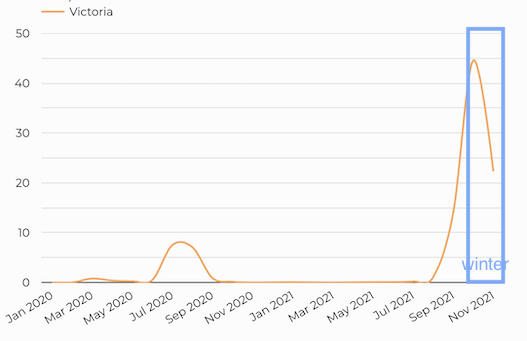 Victoria
50
40
30
20
10
winter
0
Jan 2020
Mar 2020
May 2020
Jul 2020
Sep 2020
Nov 2020
Jan 2021
Mar 2021
May 2021
Jul 2021
Sep 2021
Nov 2021